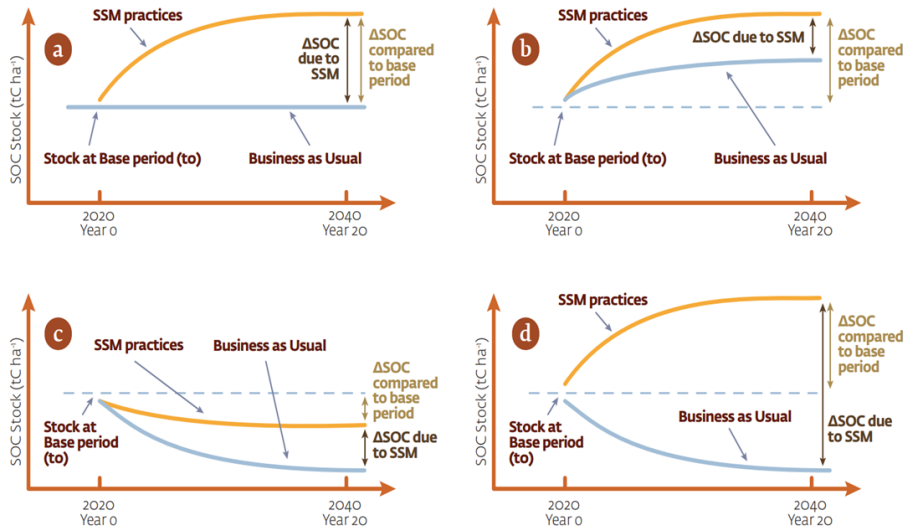 a
SOC Stock (tC ha⁻¹)
SSM practices
ΔSOC
due to
SSM
ΔSOC
compared
to base
period
Stock at Base period (to)
Business as Usual
2020
Year 0
2040
Year 20
b
SOC Stock (tC ha⁻¹)
SSM practices
ΔSOC due to SSM
ΔSOC
compared
to base
period
Stock at Base period (to)
Business as Usual
2020
Year 0
2040
Year 20
c
SOC Stock (tC ha⁻¹)
SSM practices
Business as Usual
ΔSOC
compared
to base
period
Stock at
Base period
(to)
ΔSOC due
to SSM
2020
Year 0
2040
Year 20
d
SOC Stock (tC ha⁻¹)
SSM practices
ΔSOC
compared
to base
period
Stock at
Base period
(to)
Business as Usual
ΔSOC due
to SSM
2020
Year 0
2040
Year 20